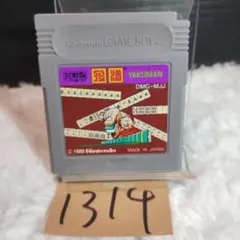 Nintendo GAME BOY
役満
YAKUMAN
DMG-MJJ
© 1989 Nintendo
MADE IN JAPAN
1314